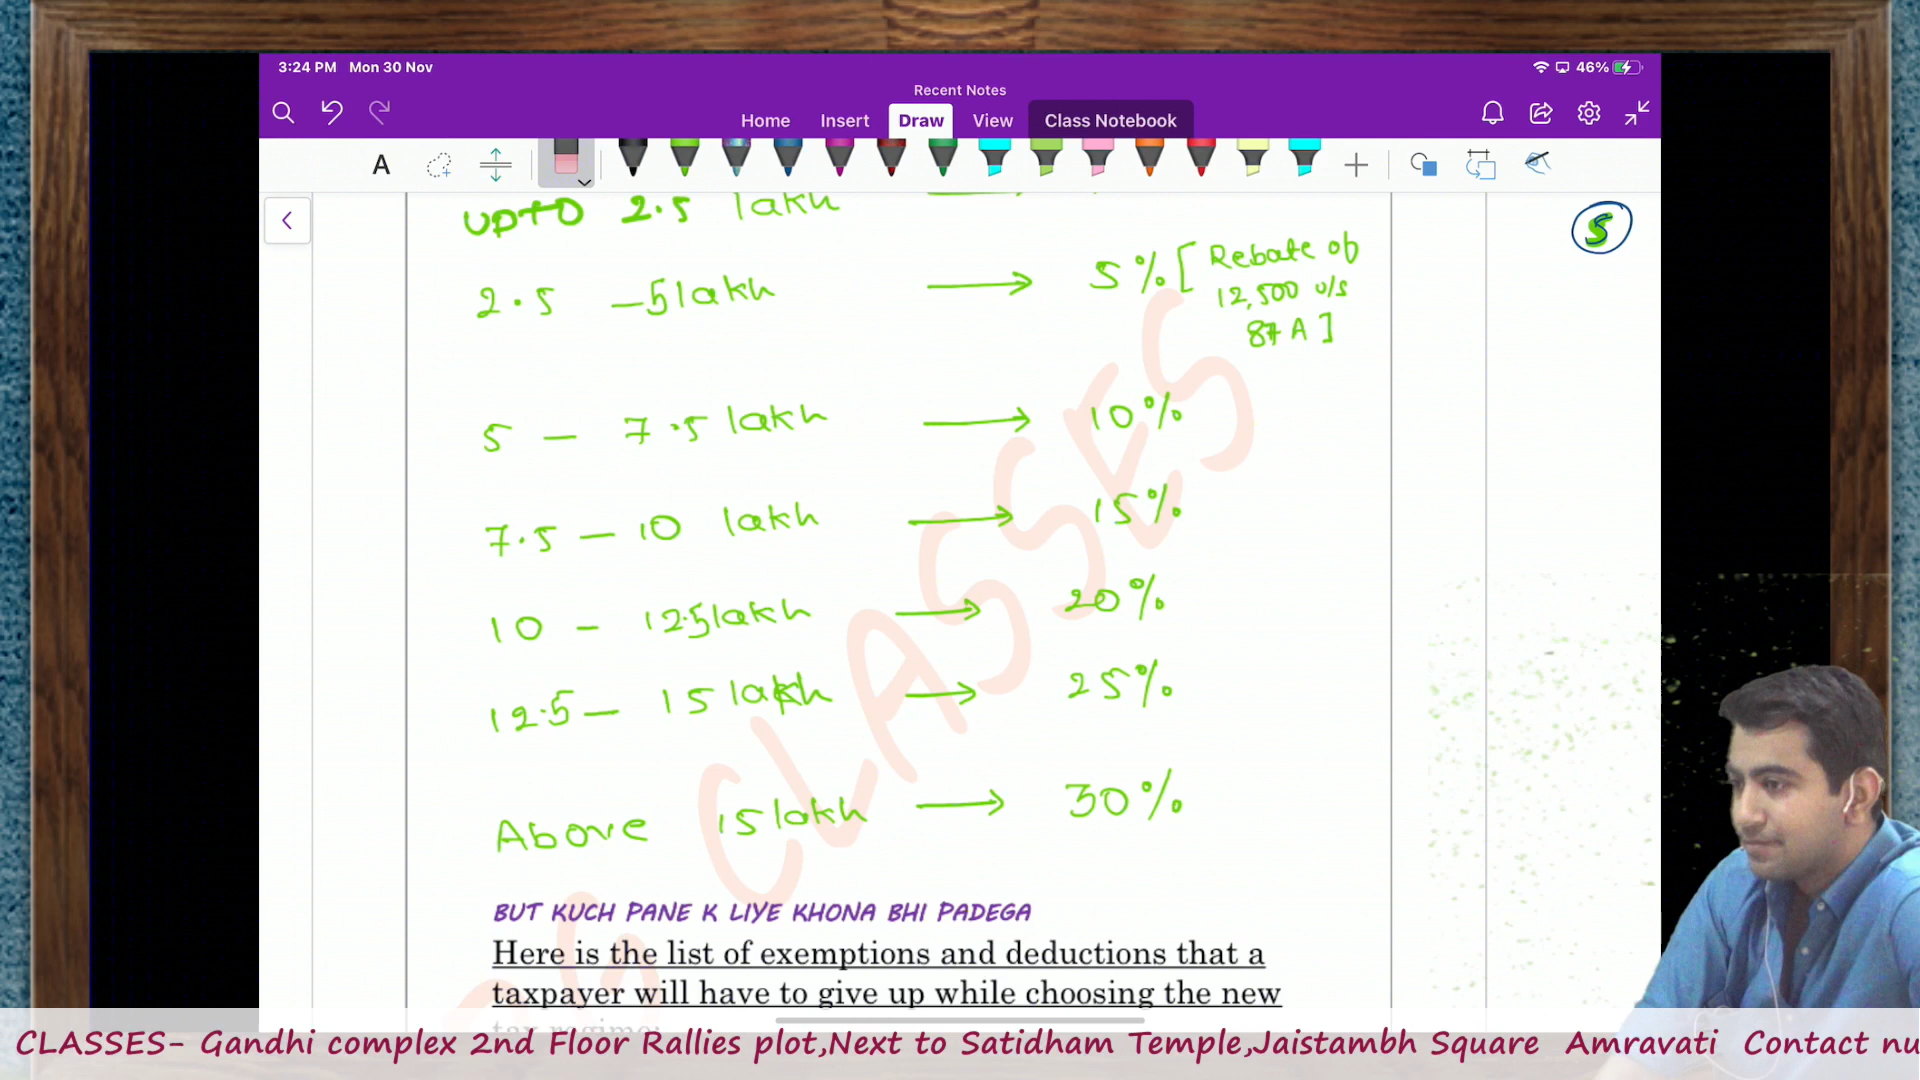 3:24 PM Mon 30 Nov
46%
Recent Notes
Home Insert Draw View Class Notebook
A
UPTO 2.5 lakh
S
2.5 – 5 lakh → 5% [ Rebate of
12,500 u/s
87 A ]
5 – 7.5 lakh → 10%
7.5 – 10 lakh → 15%
10 – 12.5 lakh → 20%
12.5 – 15 lakh → 25%
Above 15 lakh → 30%
CLASSES
BUT KUCH PANE K LIYE KHONA BHI PADEGA
Here is the list of exemptions and deductions that a
taxpayer will have to give up while choosing the new
tax regime:
CLASSES- Gandhi complex 2nd Floor Rallies plot,Next to Satidham Temple,Jaistambh Square Amravati Contact nu